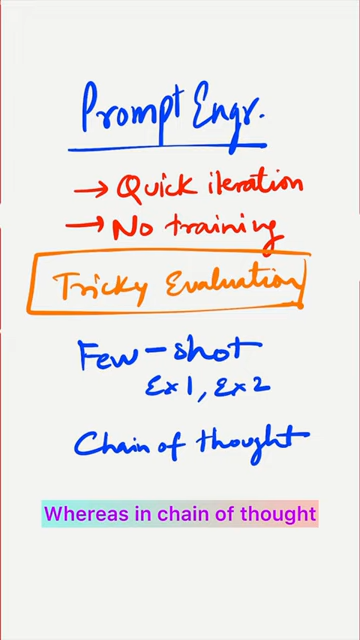 Prompt Engr.
→ Quick iteration
→ No training
Tricky Evaluation
Few-shot
Ex 1, Ex 2
Chain of thought
Whereas in chain of thought